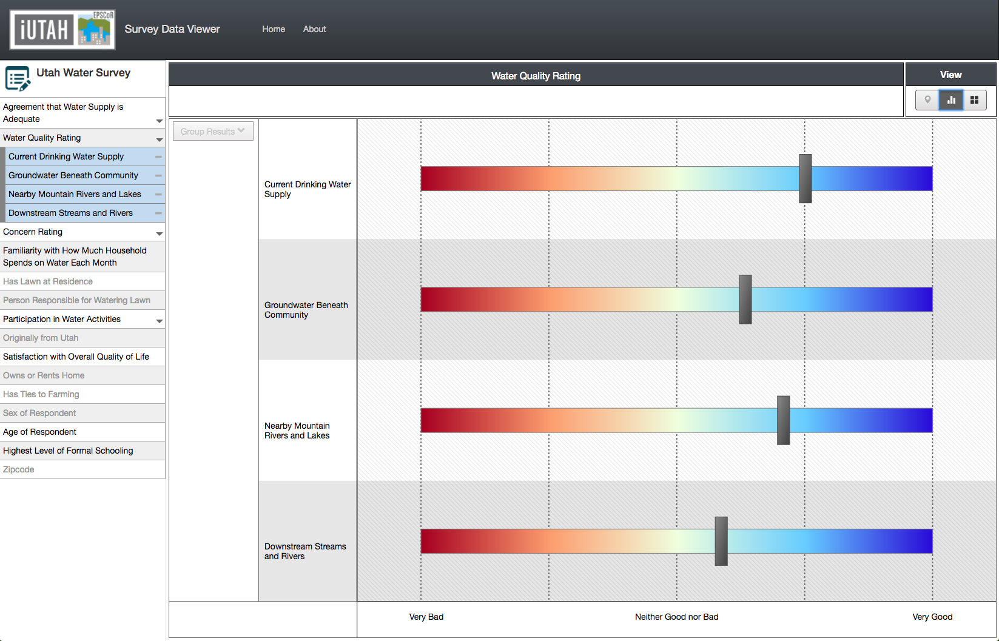 iUTAH
EPSCoR
Survey Data Viewer
Home
About
Utah Water Survey
Agreement that Water Supply is
Adequate
Water Quality Rating
Current Drinking Water Supply
Groundwater Beneath Community
Nearby Mountain Rivers and Lakes
Downstream Streams and Rivers
Concern Rating
Familiarity with How Much Household
Spends on Water Each Month
Has Lawn at Residence
Person Responsible for Watering Lawn
Participation in Water Activities
Originally from Utah
Satisfaction with Overall Quality of Life
Owns or Rents Home
Has Ties to Farming
Sex of Respondent
Age of Respondent
Highest Level of Formal Schooling
Zipcode
Water Quality Rating
View
Group Results
Current Drinking Water
Supply
Groundwater Beneath
Community
Nearby Mountain
Rivers and Lakes
Downstream Streams
and Rivers
Very Bad
Neither Good nor Bad
Very Good